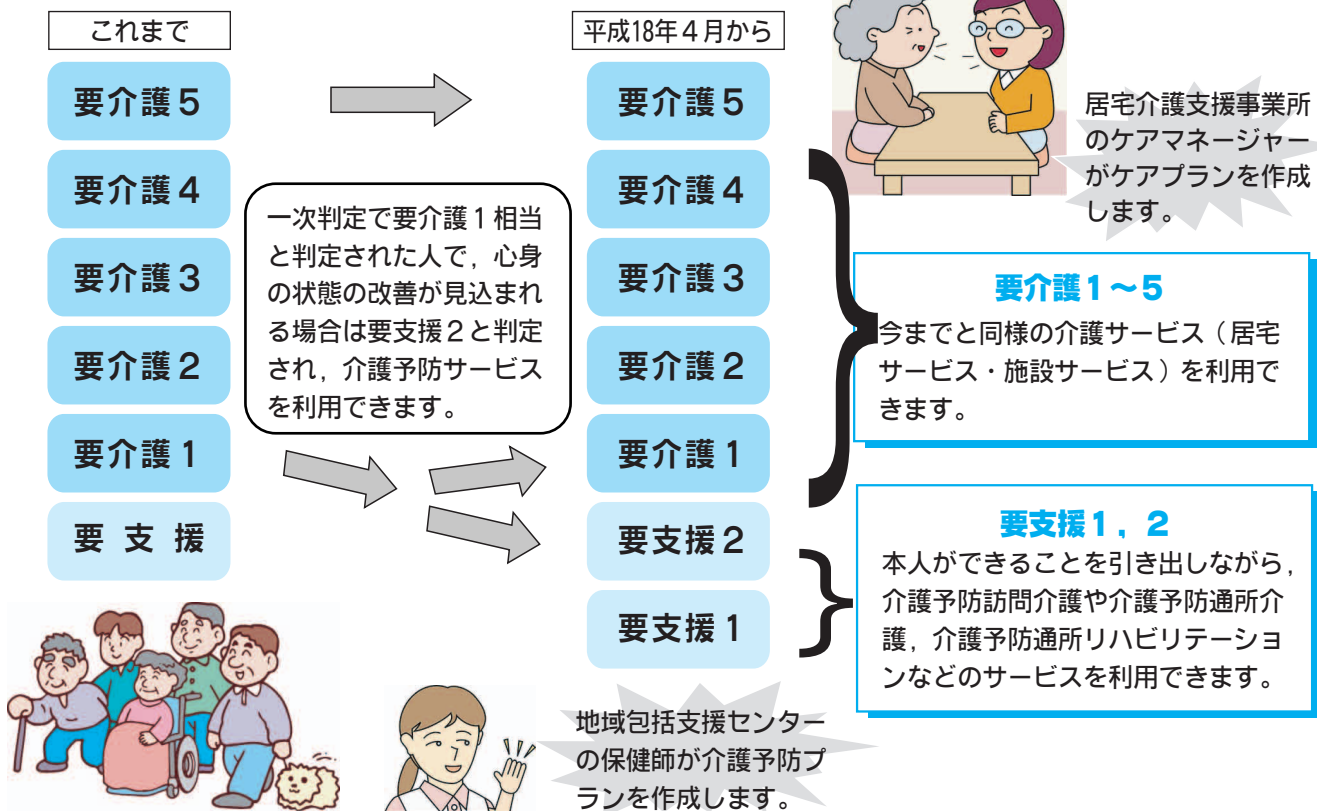 これまで
要介護５
要介護４
要介護３
要介護２
要介護１
要 支 援
一次判定で要介護１相当
と判定された人で，心身
の状態の改善が見込まれ
る場合は要支援２と判定
され，介護予防サービス
を利用できます。
平成18年４月から
要介護５
要介護４
要介護３
要介護２
要介護１
要支援２
要支援１
居宅介護支援事業所
のケアマネージャー
がケアプランを作成
します。
要介護１～５
今までと同様の介護サービス（居宅
サービス・施設サービス）を利用で
きます。
要支援１，２
本人ができることを引き出しながら，
介護予防訪問介護や介護予防通所介
護，介護予防通所リハビリテーショ
ンなどのサービスを利用できます。
地域包括支援センター
の保健師が介護予防プ
ランを作成します。